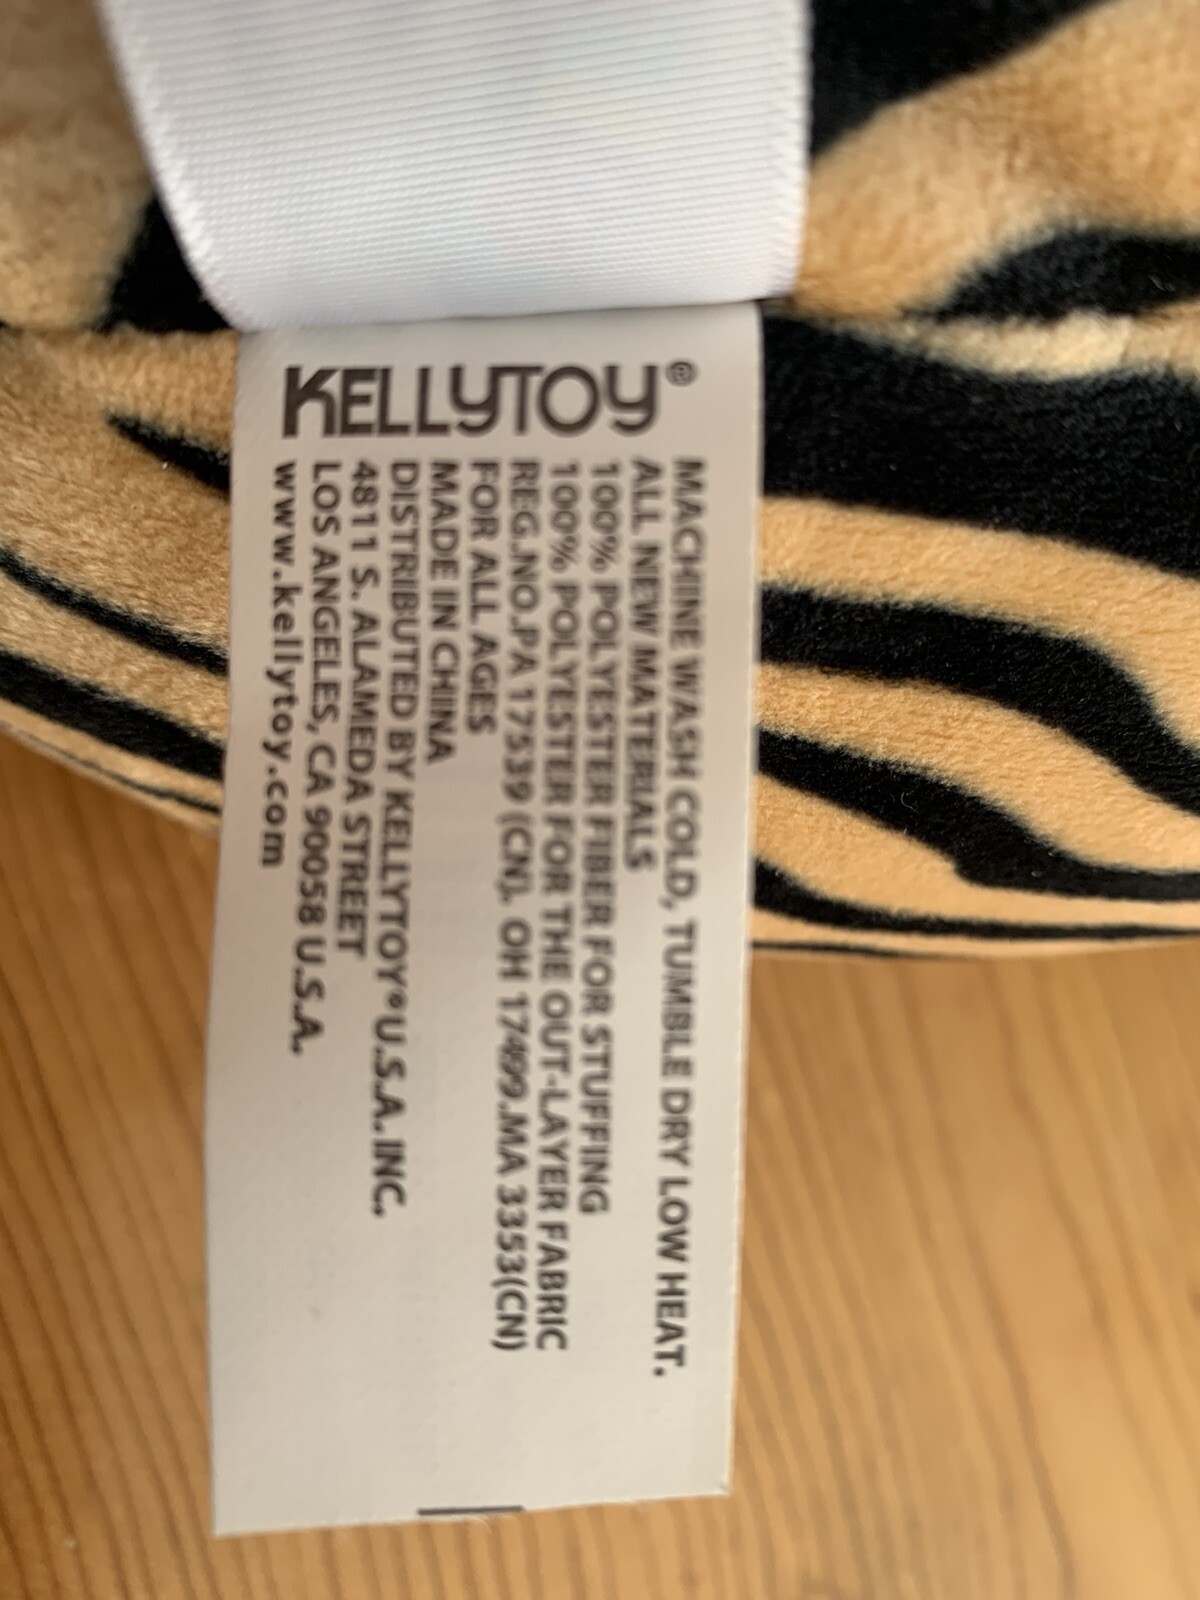 KELLYTOY®
MACHINE WASH COLD, TUMBLE DRY LOW HEAT.
ALL NEW MATERIALS
100% POLYESTER FIBER FOR STUFFING
100% POLYESTER FOR THE OUT-LAYER FABRIC
REG.NO.PA 17539 (CN). OH 17499.MA 3353(CN)
FOR ALL AGES
MADE IN CHINA
DISTRIBUTED BY KELLYTOY® U.S.A. INC.
4811 S. ALAMEDA STREET
LOS ANGELES, CA 90058 U.S.A.
www.kellytoy.com